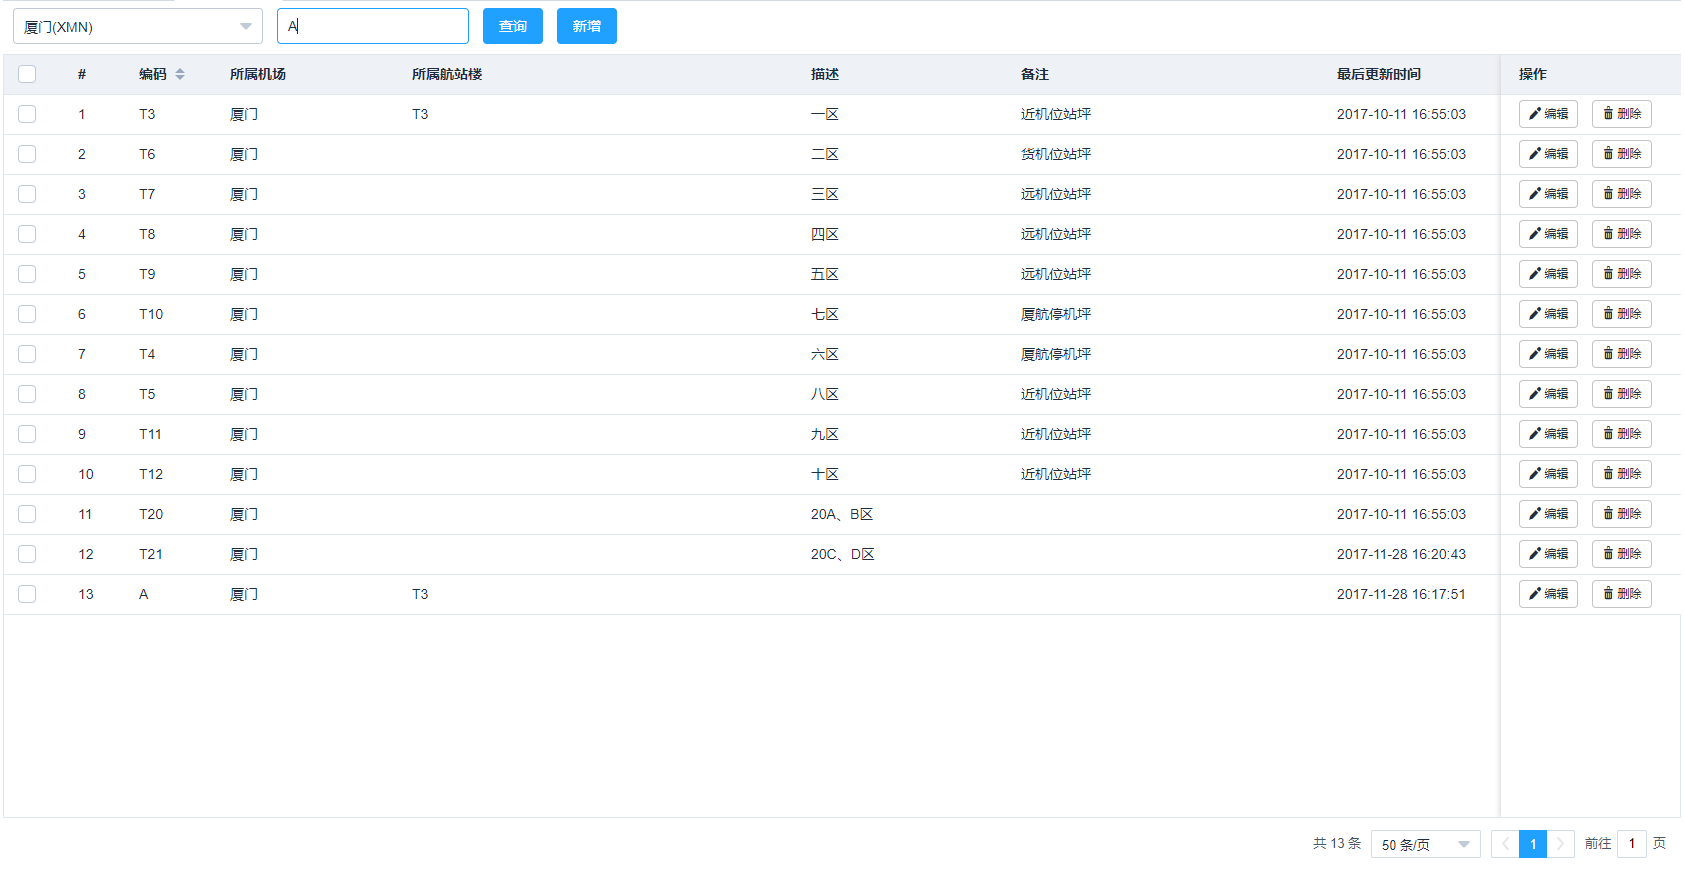 厦门(XMN) A 查询 新增
# 编码 所属机场 所属航站楼 描述 备注 最后更新时间 操作
1 T3 厦门 T3 一区 近机位站坪 2017-10-11 16:55:03 编辑 删除
2 T6 厦门 二区 货机位站坪 2017-10-11 16:55:03 编辑 删除
3 T7 厦门 三区 远机位站坪 2017-10-11 16:55:03 编辑 删除
4 T8 厦门 四区 远机位站坪 2017-10-11 16:55:03 编辑 删除
5 T9 厦门 五区 远机位站坪 2017-10-11 16:55:03 编辑 删除
6 T10 厦门 七区 厦航停机坪 2017-10-11 16:55:03 编辑 删除
7 T4 厦门 六区 厦航停机坪 2017-10-11 16:55:03 编辑 删除
8 T5 厦门 八区 近机位站坪 2017-10-11 16:55:03 编辑 删除
9 T11 厦门 九区 近机位站坪 2017-10-11 16:55:03 编辑 删除
10 T12 厦门 十区 近机位站坪 2017-10-11 16:55:03 编辑 删除
11 T20 厦门 20A、B区 2017-10-11 16:55:03 编辑 删除
12 T21 厦门 20C、D区 2017-11-28 16:20:43 编辑 删除
13 A 厦门 T3 2017-11-28 16:17:51 编辑 删除
共 13 条 50 条/页 1 前往 1 页